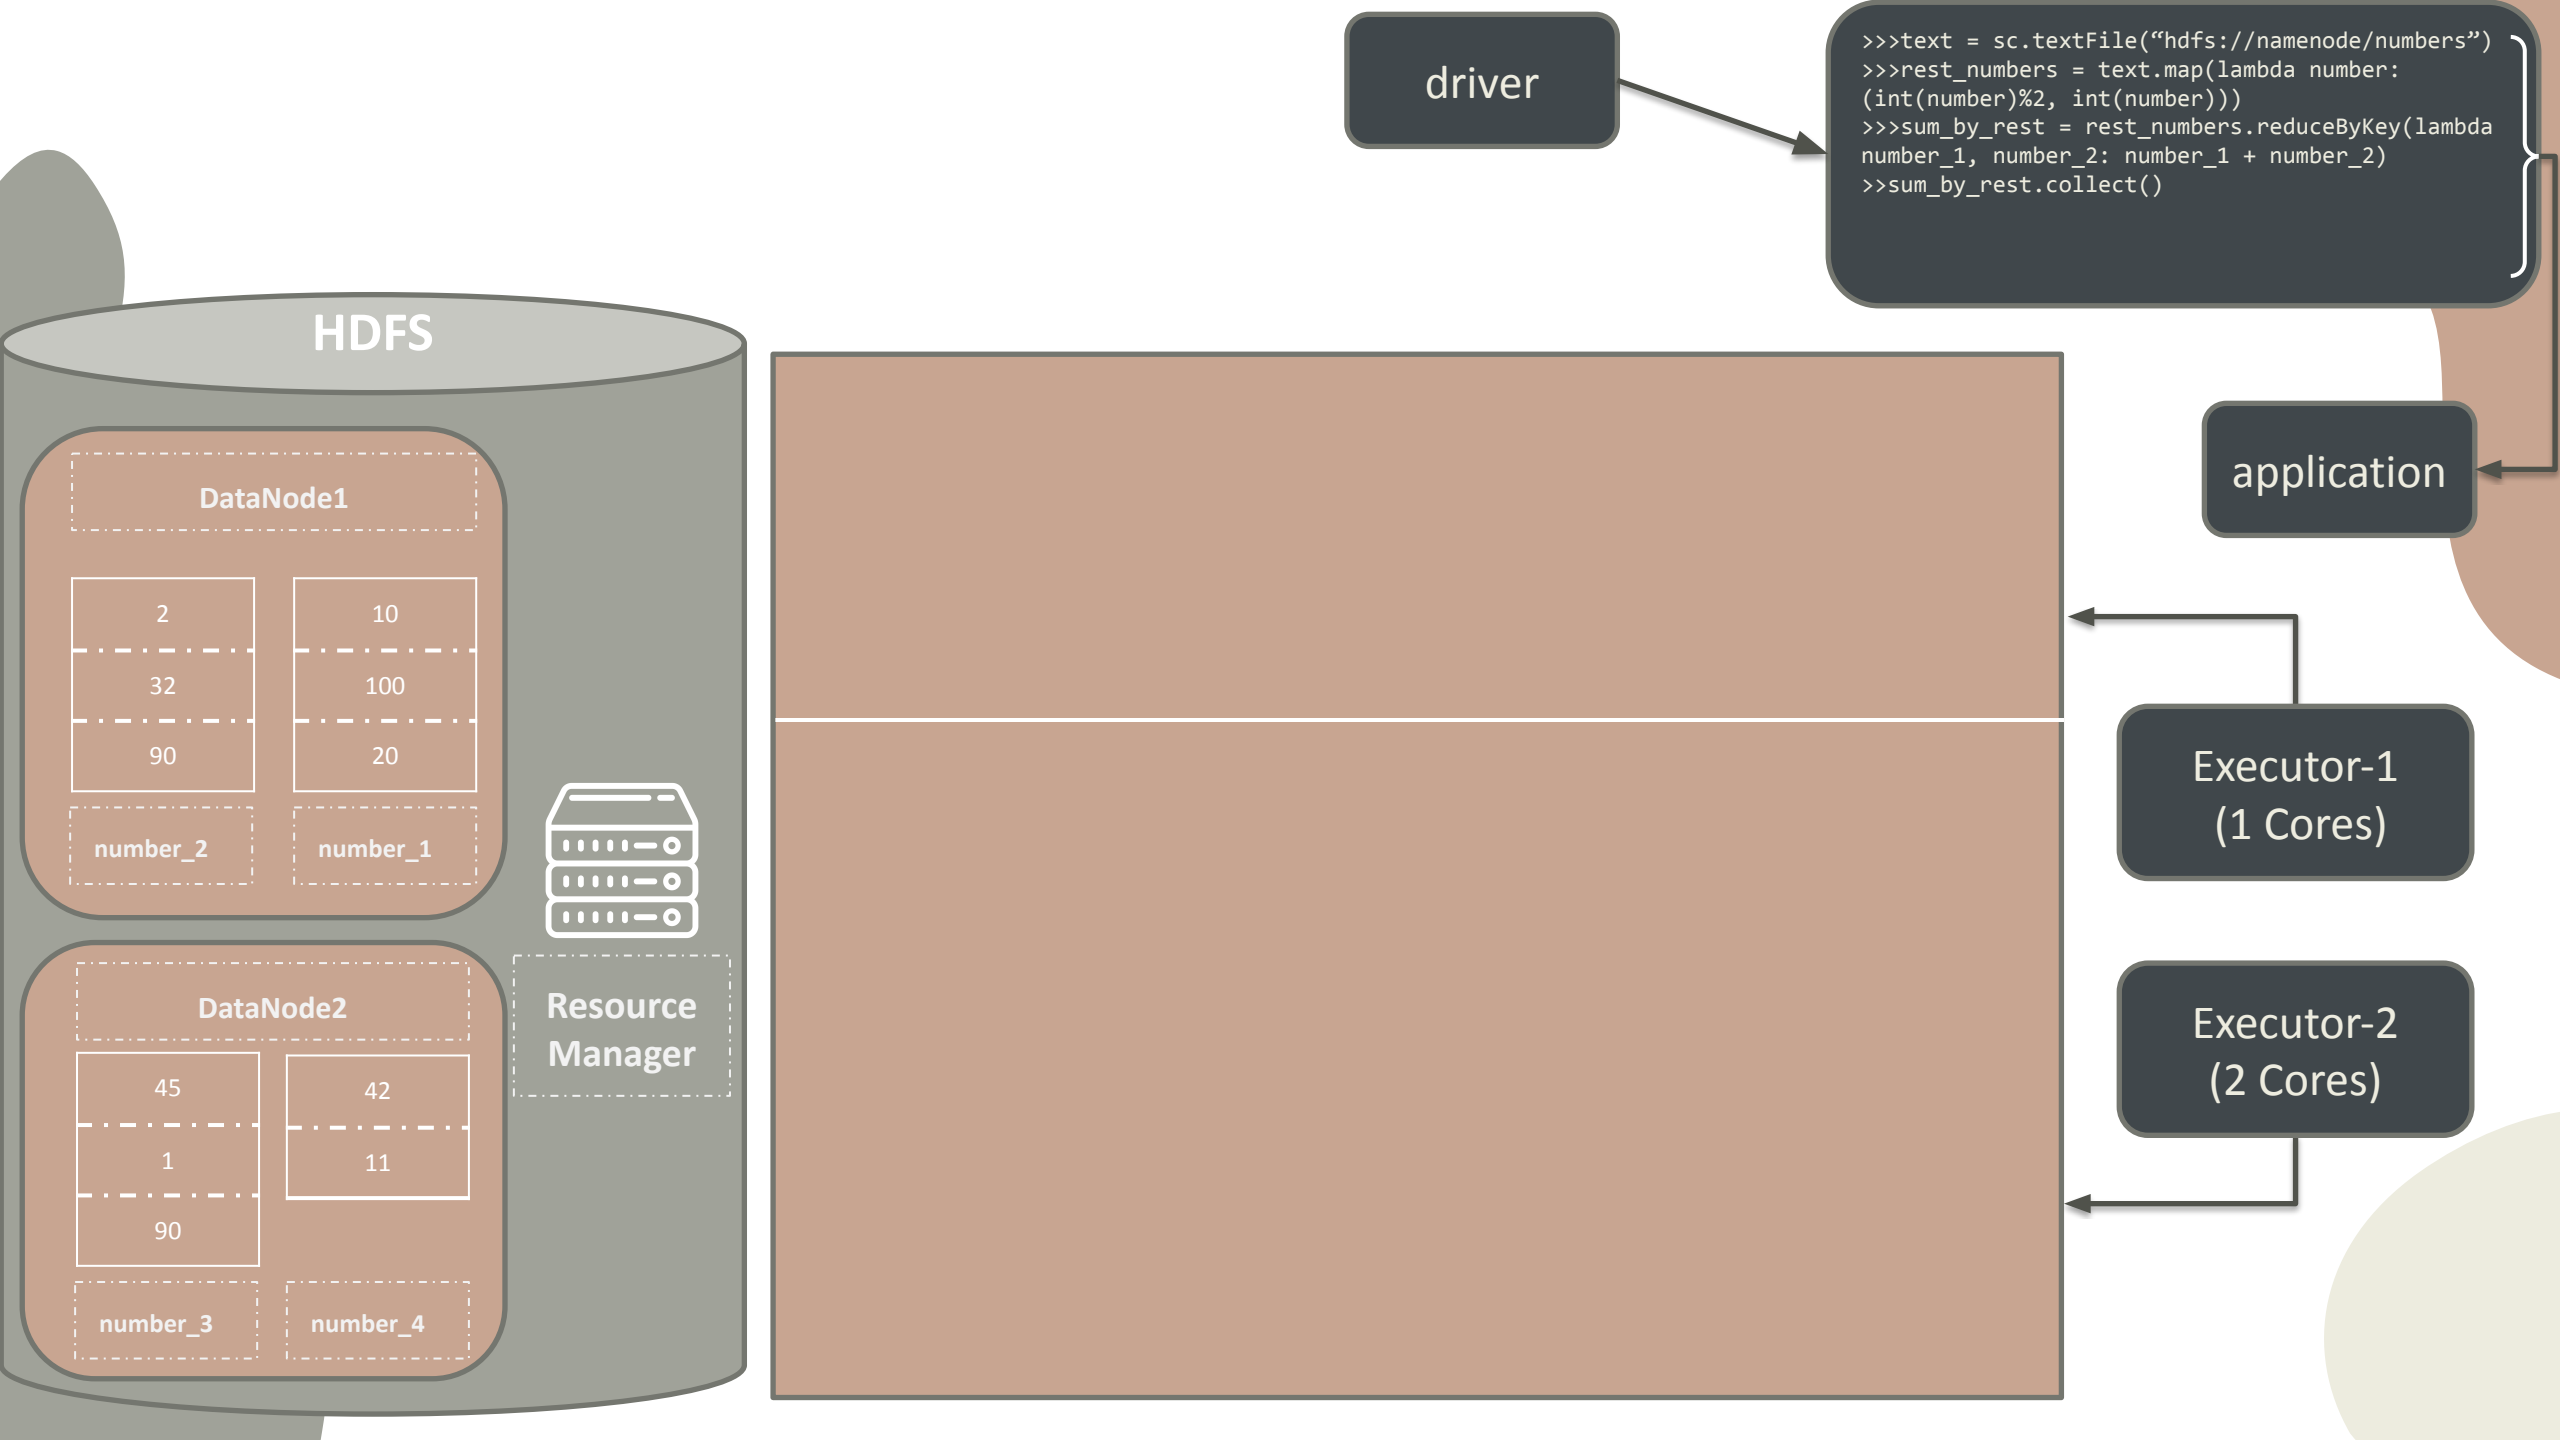 driver
>>>text = sc.textFile(“hdfs://namenode/numbers”)
>>>rest_numbers = text.map(lambda number:
(int(number)%2, int(number)))
>>>sum_by_rest = rest_numbers.reduceByKey(lambda
number_1, number_2: number_1 + number_2)
>>sum_by_rest.collect()
application
HDFS
DataNode1
2
32
90
number_2
10
100
20
number_1
DataNode2
45
1
90
number_3
42
11
number_4
Resource
Manager
Executor-1
(1 Cores)
Executor-2
(2 Cores)